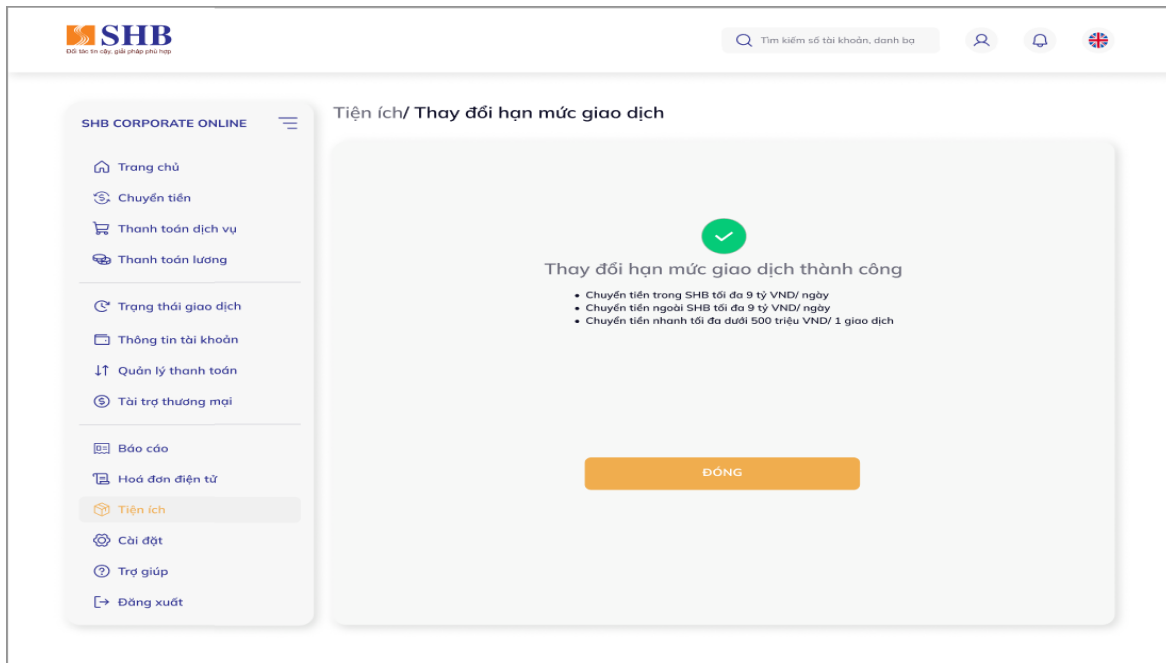 SHB
Đối tác tin cậy, giải pháp phù hợp
Tìm kiếm số tài khoản, danh bạ
SHB CORPORATE ONLINE
Trang chủ
Chuyển tiền
Thanh toán dịch vụ
Thanh toán lương
Trạng thái giao dịch
Thông tin tài khoản
Quản lý thanh toán
Tài trợ thương mại
Báo cáo
Hoá đơn điện tử
Tiện ích
Cài đặt
Trợ giúp
Đăng xuất
Tiện ích/ Thay đổi hạn mức giao dịch
Thay đổi hạn mức giao dịch thành công
• Chuyển tiền trong SHB tối đa 9 tỷ VND/ ngày
• Chuyển tiền ngoài SHB tối đa 9 tỷ VND/ ngày
• Chuyển tiền nhanh tối đa dưới 500 triệu VND/ 1 giao dịch
ĐÓNG